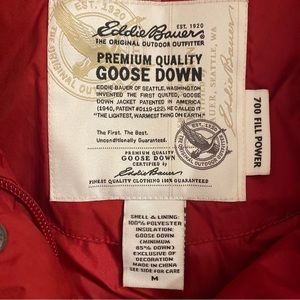 EST. 1920
Eddie Bauer
THE ORIGINAL OUTDOOR OUTFITTER
PREMIUM QUALITY
GOOSE DOWN
EDDIE BAUER OF SEATTLE, WASHINGTON
INVENTED THE FIRST QUILTED, GOOSE
DOWN JACKET PATENTED IN AMERICA
(1940, PATENT #D119-122). HE CALLED IT
"THE LIGHTEST, WARMEST THING ON EARTH."
The First. The Best.
Unconditionally Guaranteed.
PREMIUM QUALITY
GOOSE DOWN
CERTIFIED by
Eddie Bauer
FINEST QUALITY CLOTHING 100% GUARANTEED
700 FILL POWER
SHELL & LINING:
100% POLYESTER
INSULATION:
GOOSE DOWN
(MINIMUM
85% DOWN)
EXCLUSIVE OF
DECORATION
MADE IN CHINA
SEE SIDE FOR CARE
M